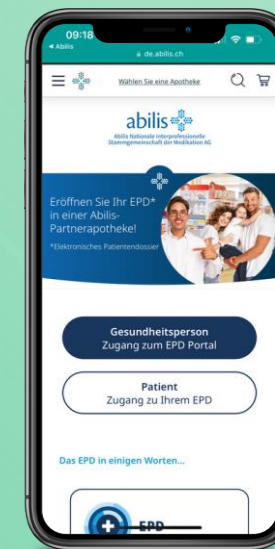 09:18
◀ Abilis
de.abilis.ch
Wählen Sie eine Apotheke
abilis
Abilis Nationale interprofessionelle
Stammgemeinschaft der Medikation AG
Eröffnen Sie Ihr EPD*
in einer Abilis-
Partnerapotheke!
*Elektronisches Patientendossier
Gesundheitsperson
Zugang zum EPD Portal
Patient
Zugang zu Ihrem EPD
Das EPD in einigen Worten...
EPD